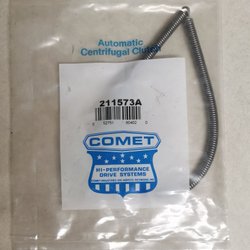 Automatic
Centrifugal Clutch
211573A
COMET
HI-PERFORMANCE
DRIVE SYSTEMS